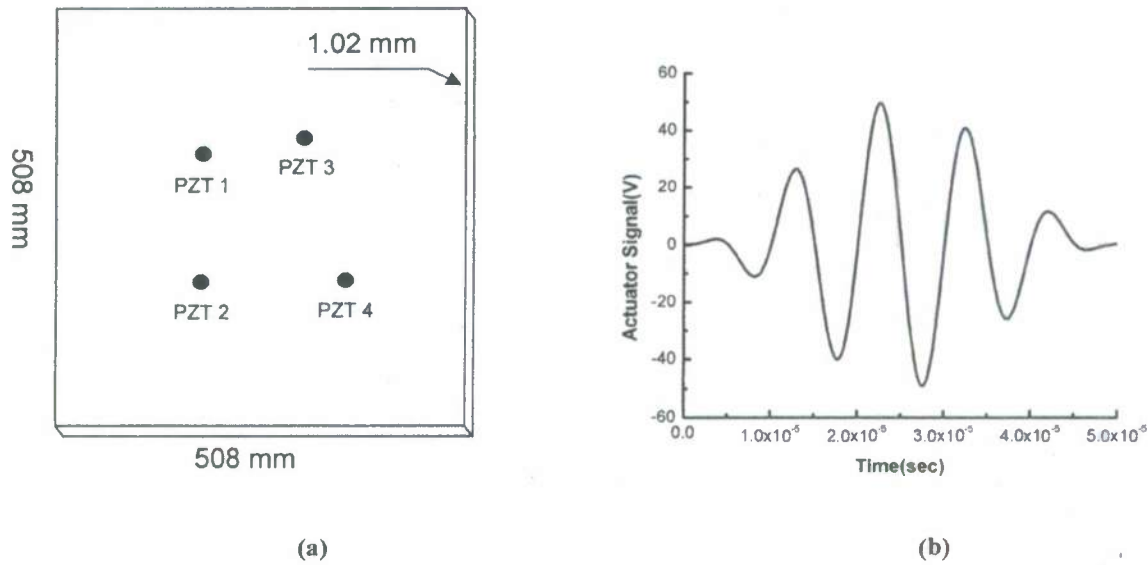 1.02 mm
PZT 1
PZT 3
508 mm
PZT 2
PZT 4
508 mm
(a)
60
40
20
0
-20
-40
-60
Actuator Signal(V)
0.0
1.0x10⁻⁵
2.0x10⁻⁵
3.0x10⁻⁵
4.0x10⁻⁵
5.0x10⁻⁵
Time(sec)
(b)